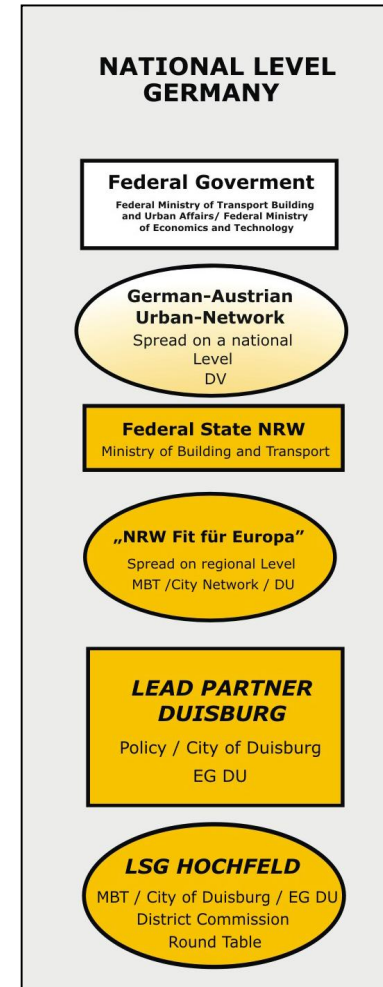 NATIONAL LEVEL
GERMANY
Federal Goverment
Federal Ministry of Transport Building
and Urban Affairs/ Federal Ministry
of Economics and Technology
German-Austrian
Urban-Network
Spread on a national
Level
DV
Federal State NRW
Ministry of Building and Transport
„NRW Fit für Europa”
Spread on regional Level
MBT /City Network / DU
LEAD PARTNER
DUISBURG
Policy / City of Duisburg
EG DU
LSG HOCHFELD
MBT / City of Duisburg / EG DU
District Commission
Round Table